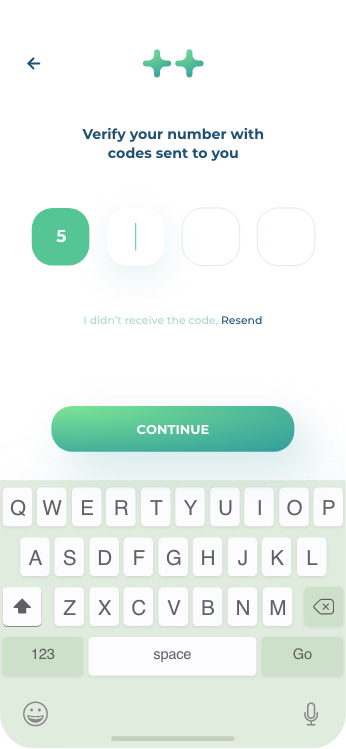 Verify your number with
codes sent to you
5
I didn't receive the code, Resend
CONTINUE
Q W E R T Y U I O P
A S D F G H J K L
Z X C V B N M
123 space Go